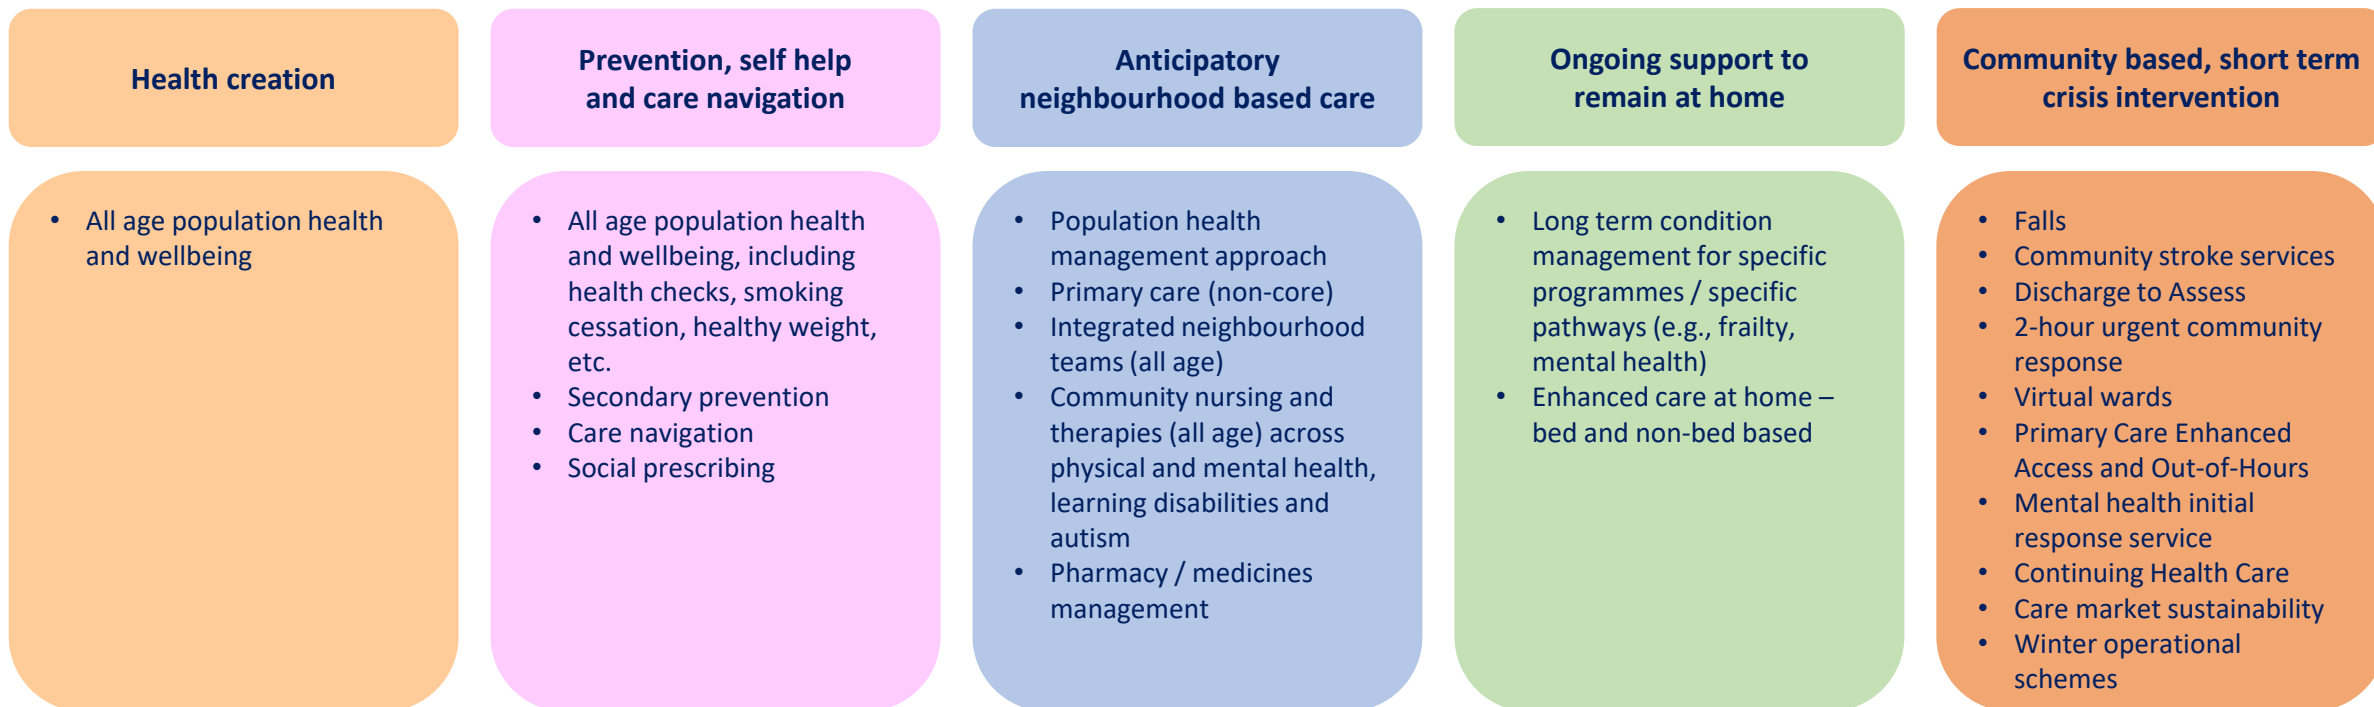 Health creation
• All age population health
and wellbeing
Prevention, self help
and care navigation
• All age population health
and wellbeing, including
health checks, smoking
cessation, healthy weight,
etc.
• Secondary prevention
• Care navigation
• Social prescribing
Anticipatory
neighbourhood based care
• Population health
management approach
• Primary care (non-core)
• Integrated neighbourhood
teams (all age)
• Community nursing and
therapies (all age) across
physical and mental health,
learning disabilities and
autism
• Pharmacy / medicines
management
Ongoing support to
remain at home
• Long term condition
management for specific
programmes / specific
pathways (e.g., frailty,
mental health)
• Enhanced care at home –
bed and non-bed based
Community based, short term
crisis intervention
• Falls
• Community stroke services
• Discharge to Assess
• 2-hour urgent community
response
• Virtual wards
• Primary Care Enhanced
Access and Out-of-Hours
• Mental health initial
response service
• Continuing Health Care
• Care market sustainability
• Winter operational
schemes